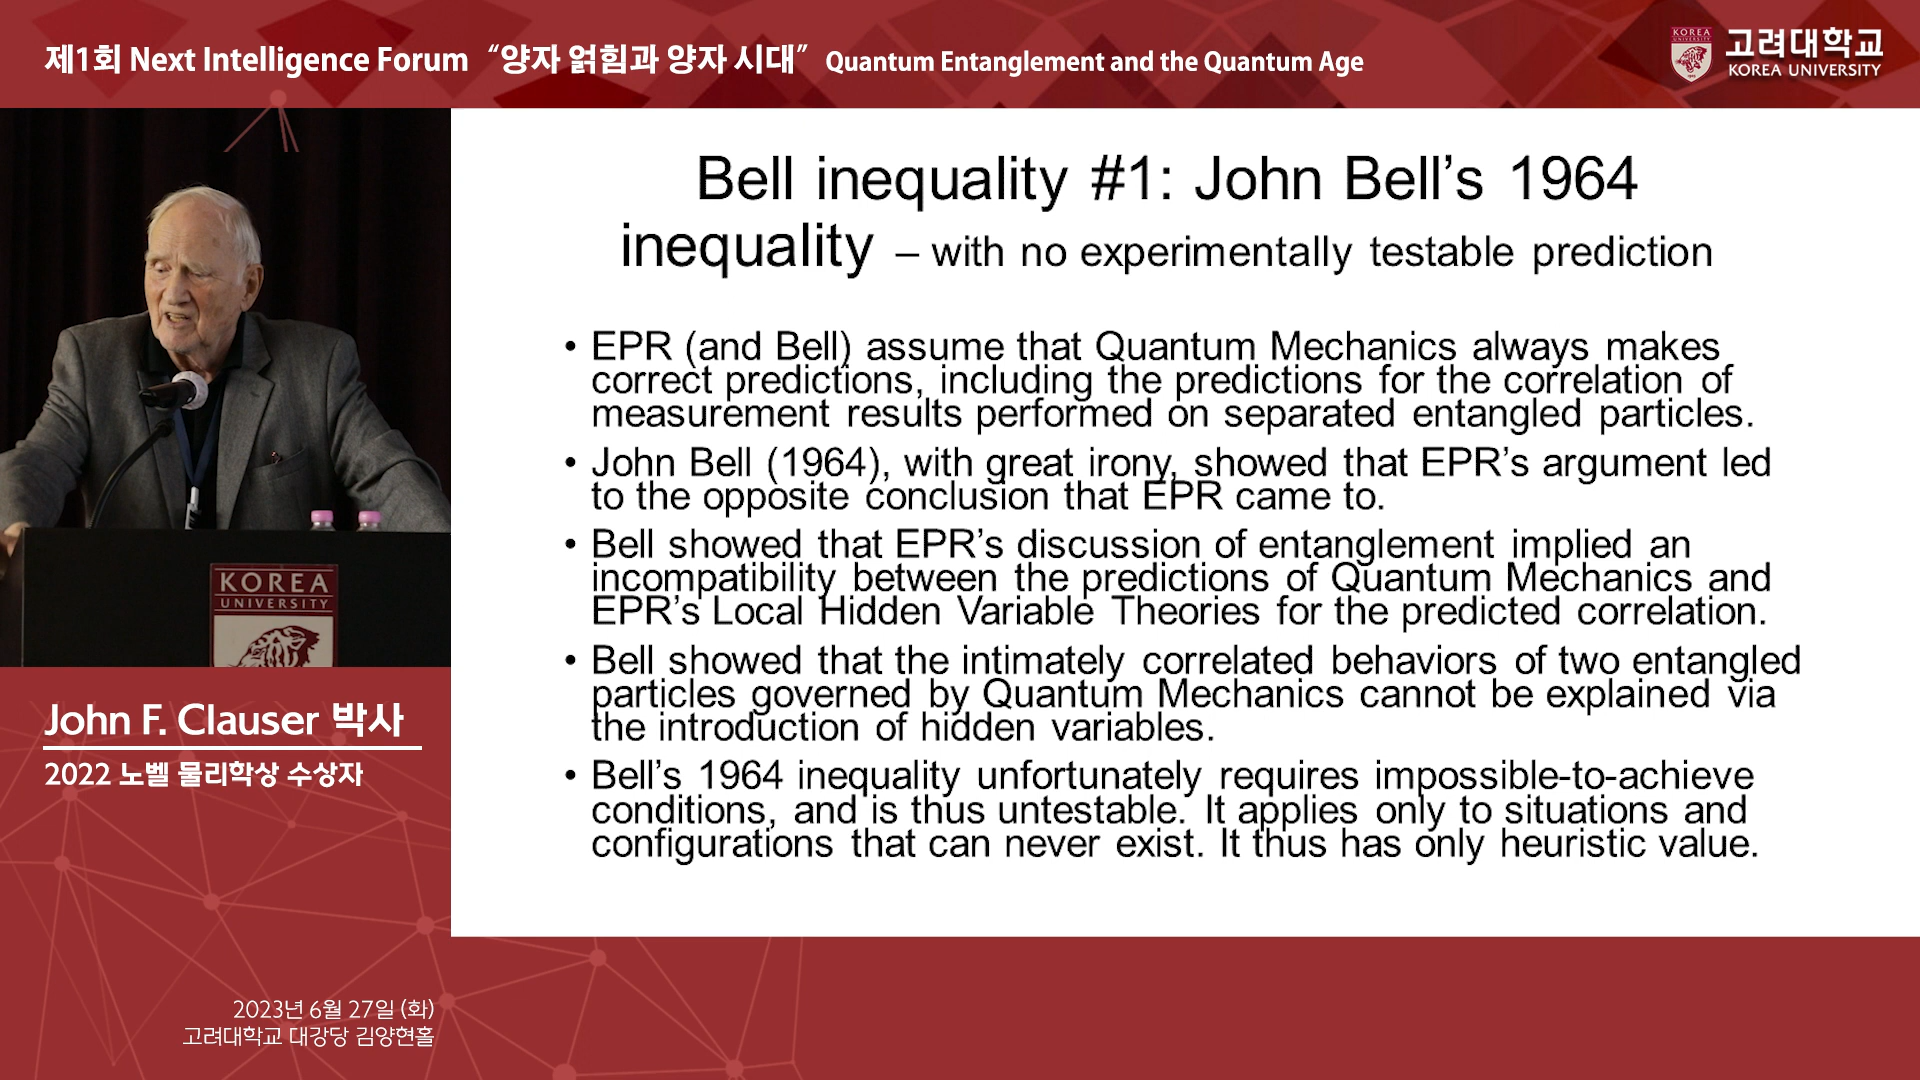 제1회 Next Intelligence Forum “양자 얽힘과 양자 시대” Quantum Entanglement and the Quantum Age
KOREA
UNIVERSITY
고려대학교
KOREA UNIVERSITY
Bell inequality #1: John Bell’s 1964
inequality – with no experimentally testable prediction
• EPR (and Bell) assume that Quantum Mechanics always makes
correct predictions, including the predictions for the correlation of
measurement results performed on separated entangled particles.
• John Bell (1964), with great irony, showed that EPR’s argument led
to the opposite conclusion that EPR came to.
• Bell showed that EPR’s discussion of entanglement implied an
incompatibility between the predictions of Quantum Mechanics and
EPR’s Local Hidden Variable Theories for the predicted correlation.
• Bell showed that the intimately correlated behaviors of two entangled
particles governed by Quantum Mechanics cannot be explained via
the introduction of hidden variables.
• Bell’s 1964 inequality unfortunately requires impossible-to-achieve
conditions, and is thus untestable. It applies only to situations and
configurations that can never exist. It thus has only heuristic value.
KOREA
UNIVERSITY
John F. Clauser 박사
2022 노벨 물리학상 수상자
2023년 6월 27일 (화)
고려대학교 대강당 김양현홀